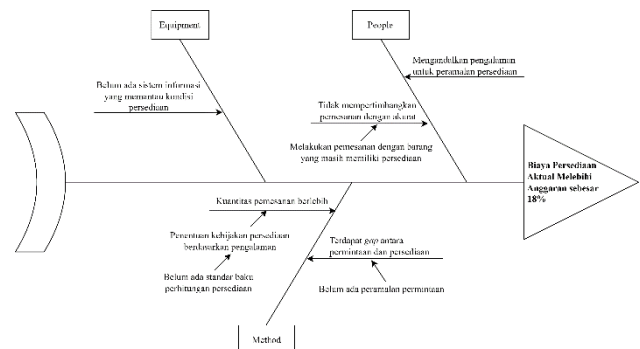 Equipment
People
Mengandalkan pengalaman
untuk peramalan persediaan
Belum ada sistem informasi
yang memantau kondisi
persediaan
Tidak mempertimbangkan
pemesanan dengan akurat
Melakukan pemesanan dengan barang
yang masih memiliki persediaan
Biaya Persediaan
Aktual Melebihi
Anggaran sebesar
18%
Kuantitas pemesanan berlebih
Penentuan kebijakan persediaan
berdasarkan pengalaman
Belum ada standar baku
perhitungan persediaan
Terdapat gap antara
permintaan dan persediaan
Belum ada peramalan permintaan
Method